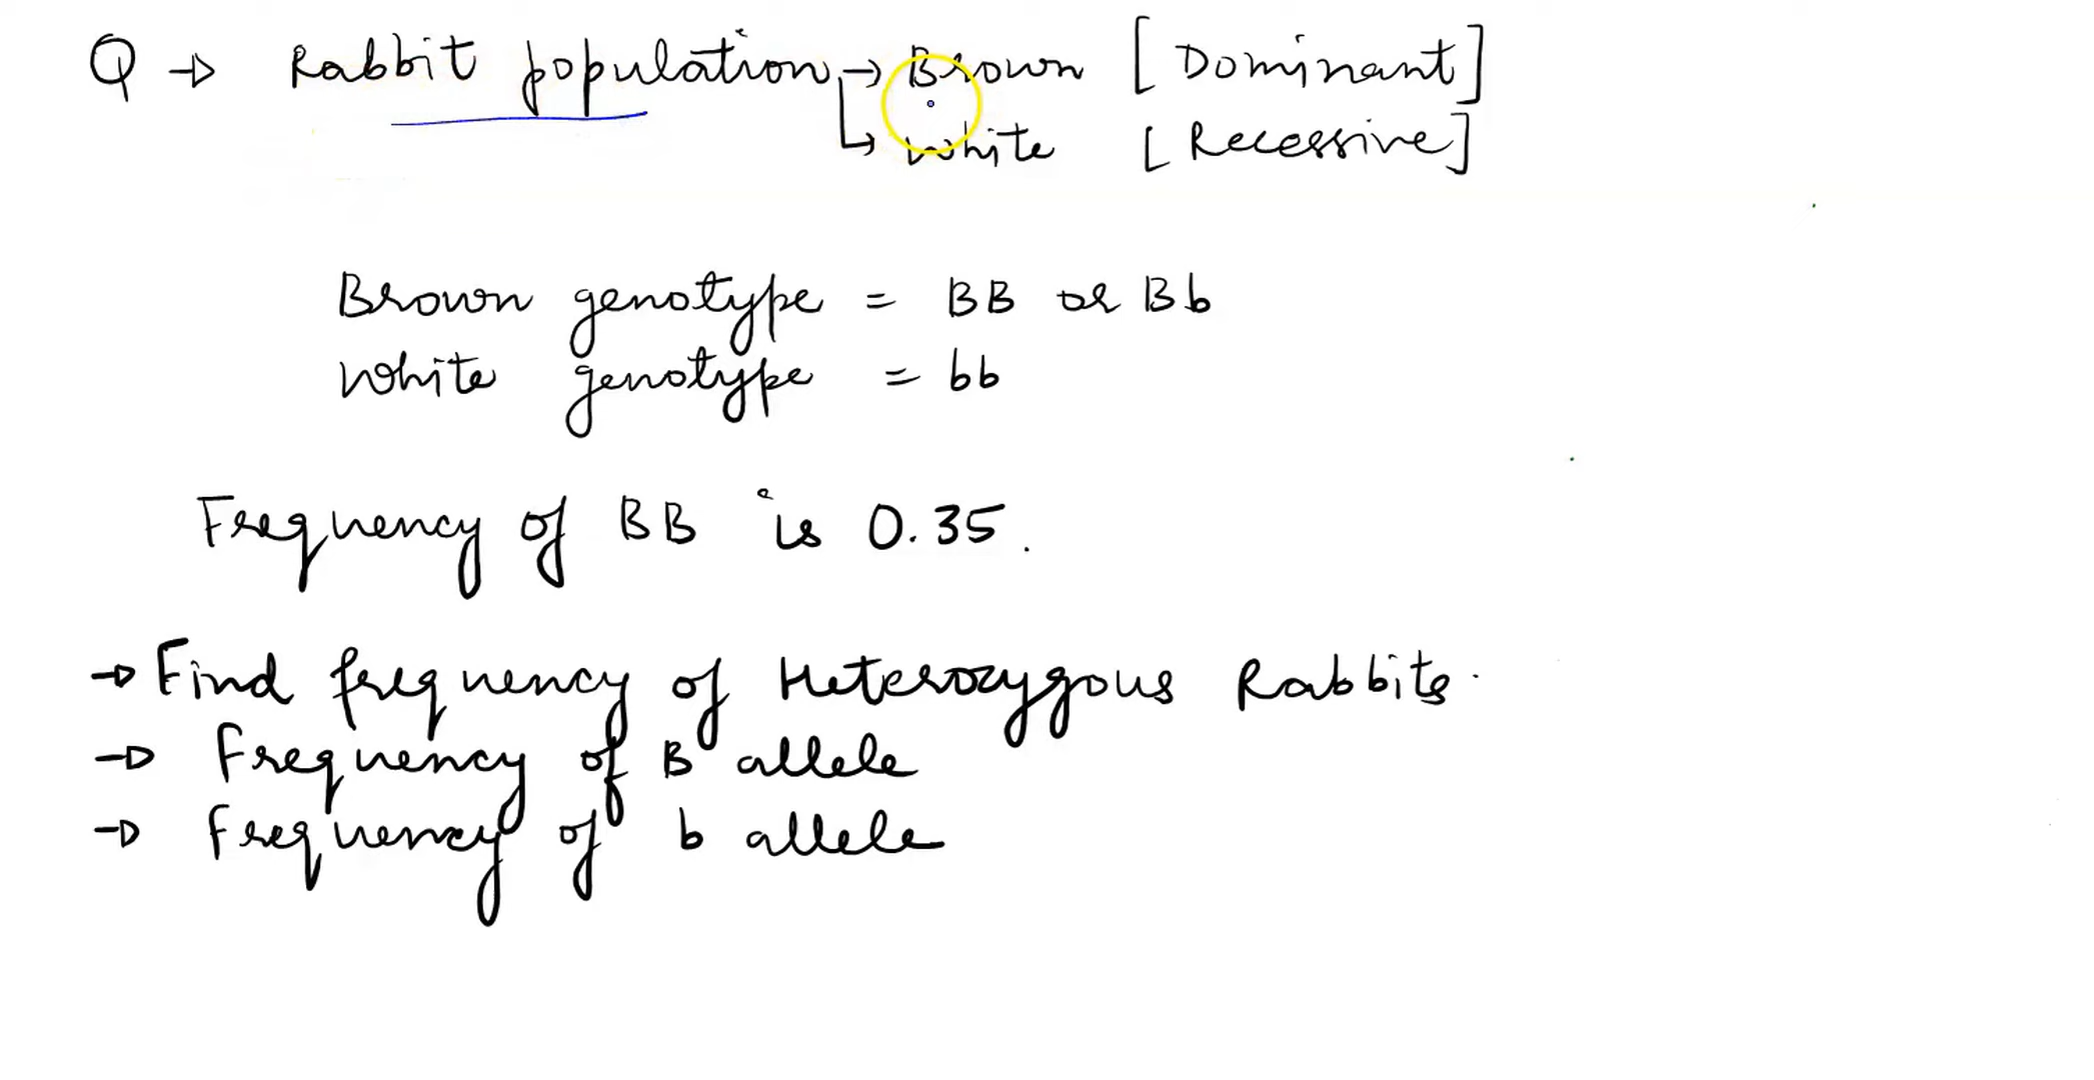 Q → Rabbit population → Brown [Dominant]
↳ White [Recessive]
Brown genotype = BB or Bb
White genotype = bb
Frequency of BB is 0.35.
→ Find frequency of Heterozygous Rabbits.
→ Frequency of B allele
→ Frequency of b allele